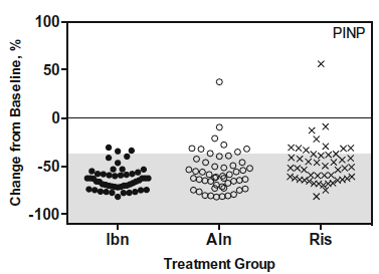 PINP
Change from Baseline, %
100
50
0
-50
-100
Ibn
Aln
Ris
Treatment Group